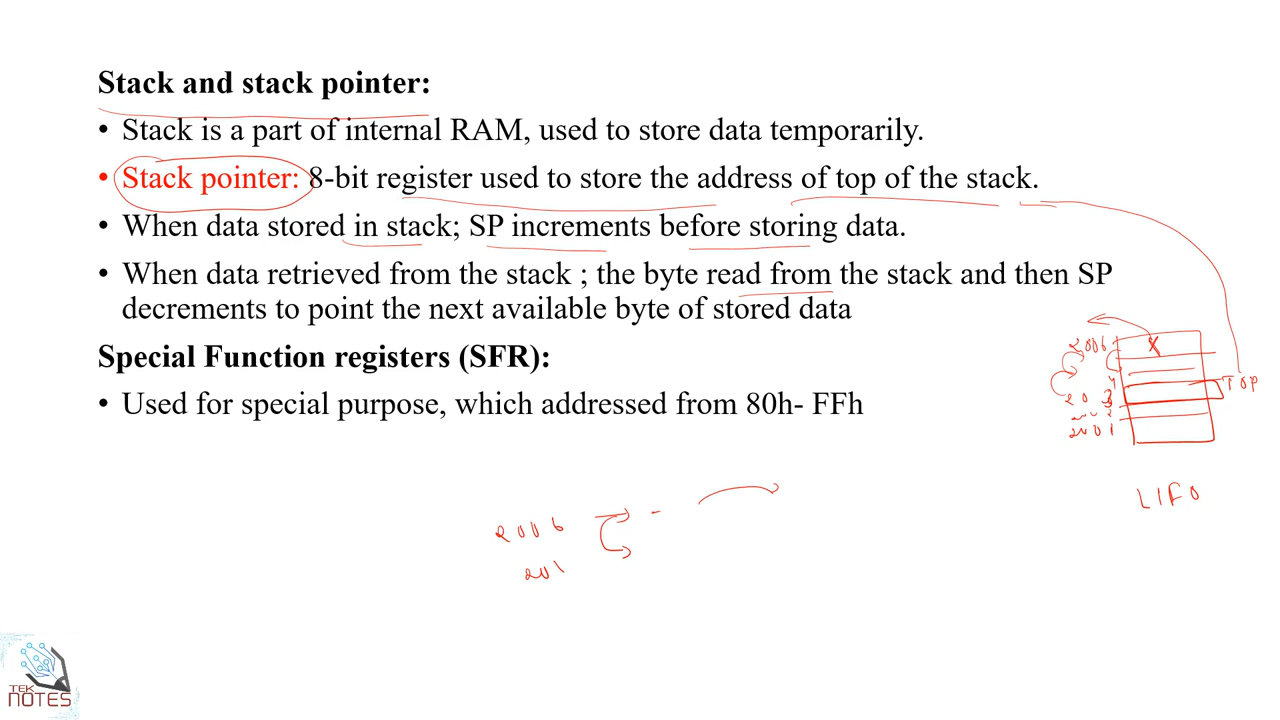 Stack and stack pointer:
• Stack is a part of internal RAM, used to store data temporarily.
• Stack pointer: 8-bit register used to store the address of top of the stack.
• When data stored in stack; SP increments before storing data.
• When data retrieved from the stack ; the byte read from the stack and then SP
decrements to point the next available byte of stored data
Special Function registers (SFR):
• Used for special purpose, which addressed from 80h- FFh
2006
X
TOP
2001
LIFO
2006
201
TEK
NOTES